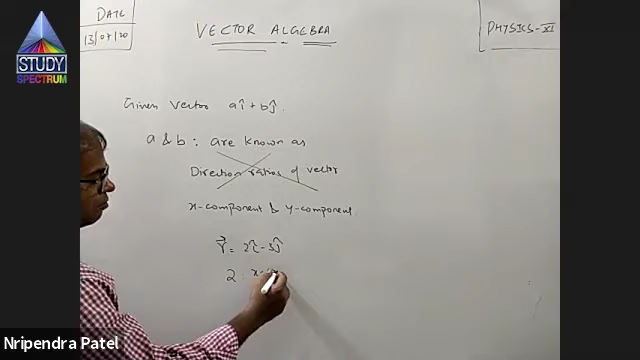 DATE
13/07/20
VECTOR ALGEBRA
PHYSICS-XI
STUDY
SPECTRUM
Given vector aî + bĵ.
a & b : are known as
Direction ratios of vector
x-component & y-component
r⃗ = 2î - 3ĵ
2 : x-
Nripendra Patel